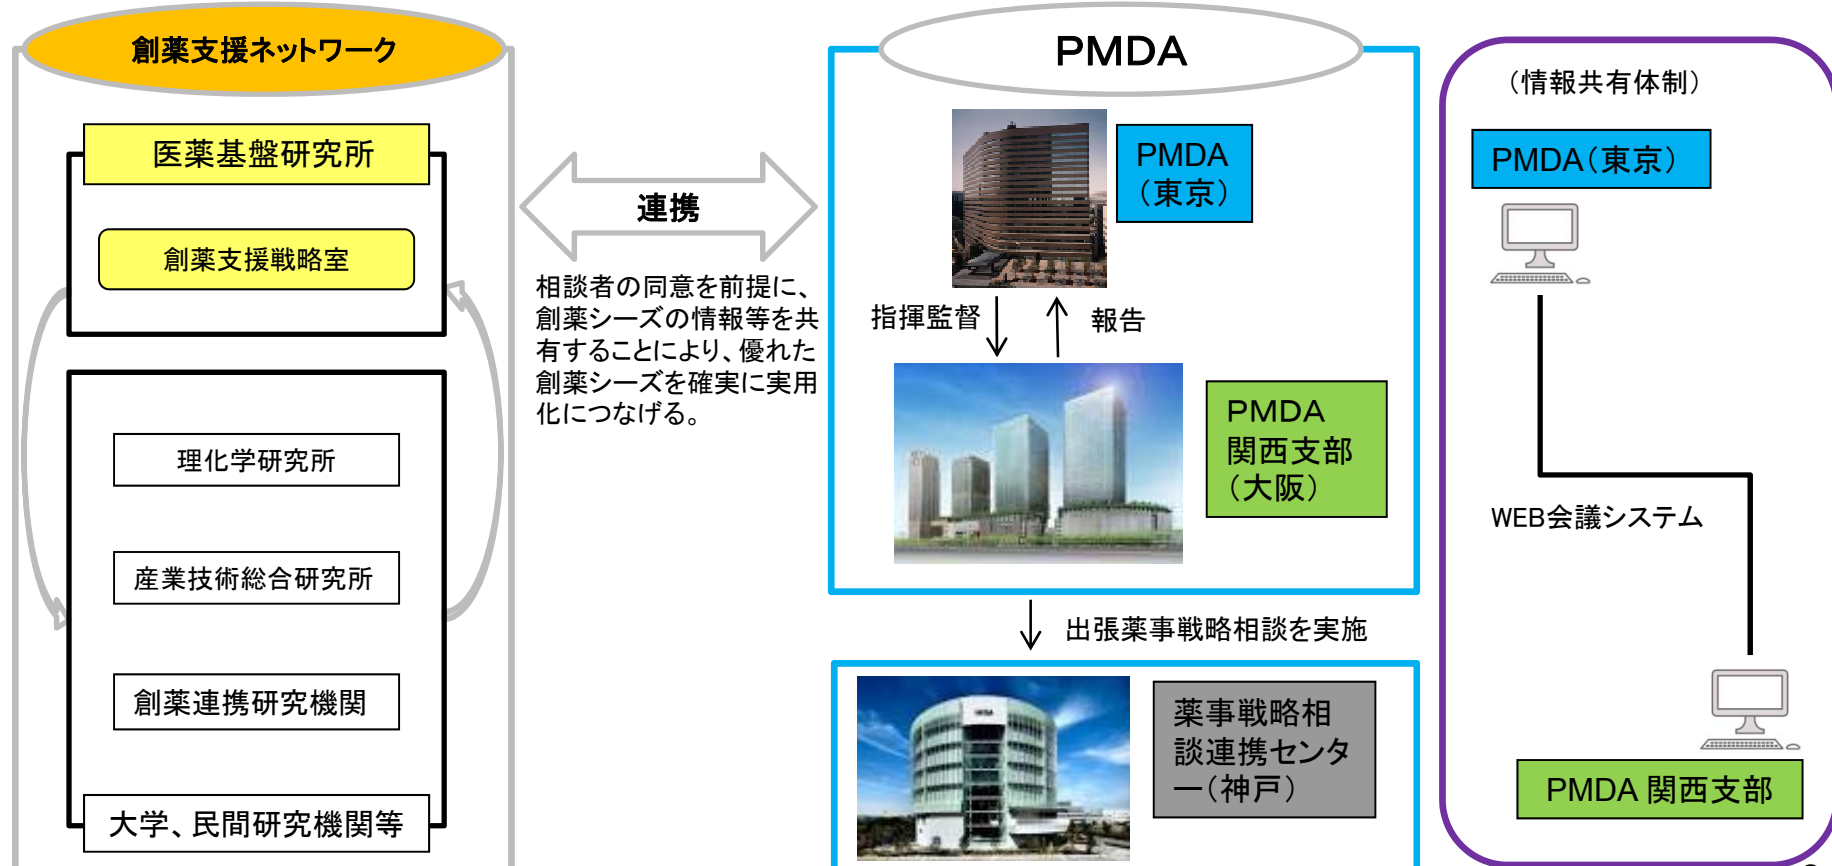 創薬支援ネットワーク
医薬基盤研究所
創薬支援戦略室
理化学研究所
産業技術総合研究所
創薬連携研究機関
大学、民間研究機関等
連携
相談者の同意を前提に、
創薬シーズの情報等を共
有することにより、優れた
創薬シーズを確実に実用
化につなげる。
PMDA
PMDA
（東京）
指揮監督
報告
PMDA
関西支部
（大阪）
出張薬事戦略相談を実施
薬事戦略相
談連携センタ
ー（神戸）
（情報共有体制）
PMDA（東京）
WEB会議システム
PMDA 関西支部